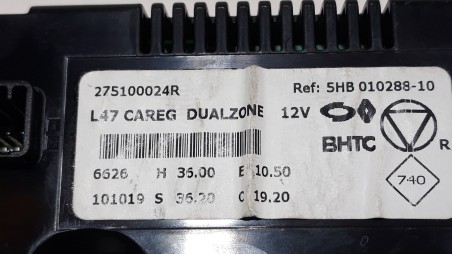 275100024R Ref: 5HB 010288-10
L47 CAREG DUALZONE 12V
BHTC R
6626 H 36.00 E 10.50
740
101019 S 36.20 C 19.20